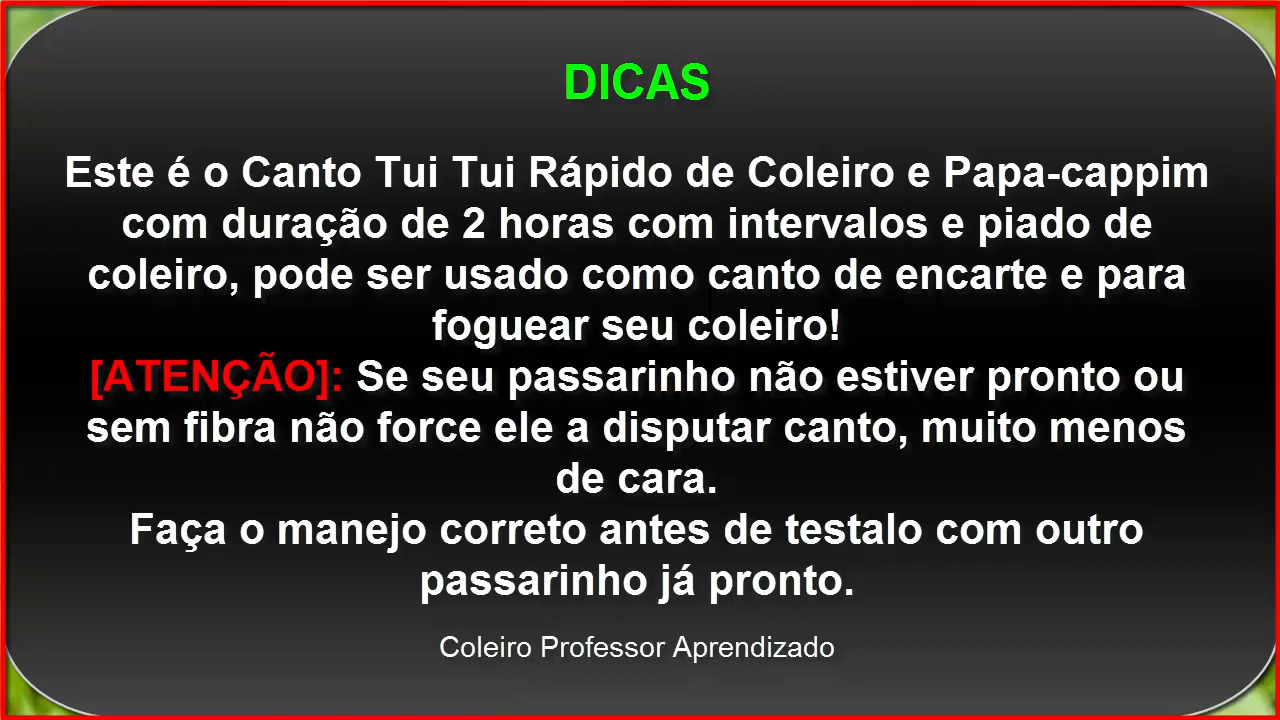 DICAS
Este é o Canto Tui Tui Rápido de Coleiro e Papa-cappim
com duração de 2 horas com intervalos e piado de
coleiro, pode ser usado como canto de encarte e para
foguear seu coleiro!
[ATENÇÃO]: Se seu passarinho não estiver pronto ou
sem fibra não force ele a disputar canto, muito menos
de cara.
Faça o manejo correto antes de testalo com outro
passarinho já pronto.
Coleiro Professor Aprendizado